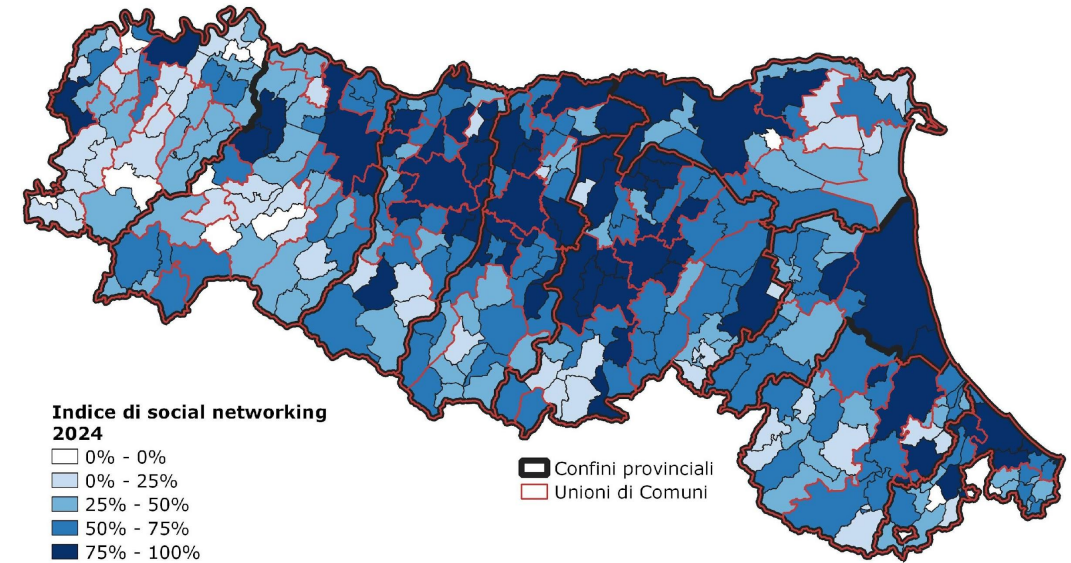 Indice di social networking
2024
0% - 0%
0% - 25%
25% - 50%
50% - 75%
75% - 100%
Confini provinciali
Unioni di Comuni